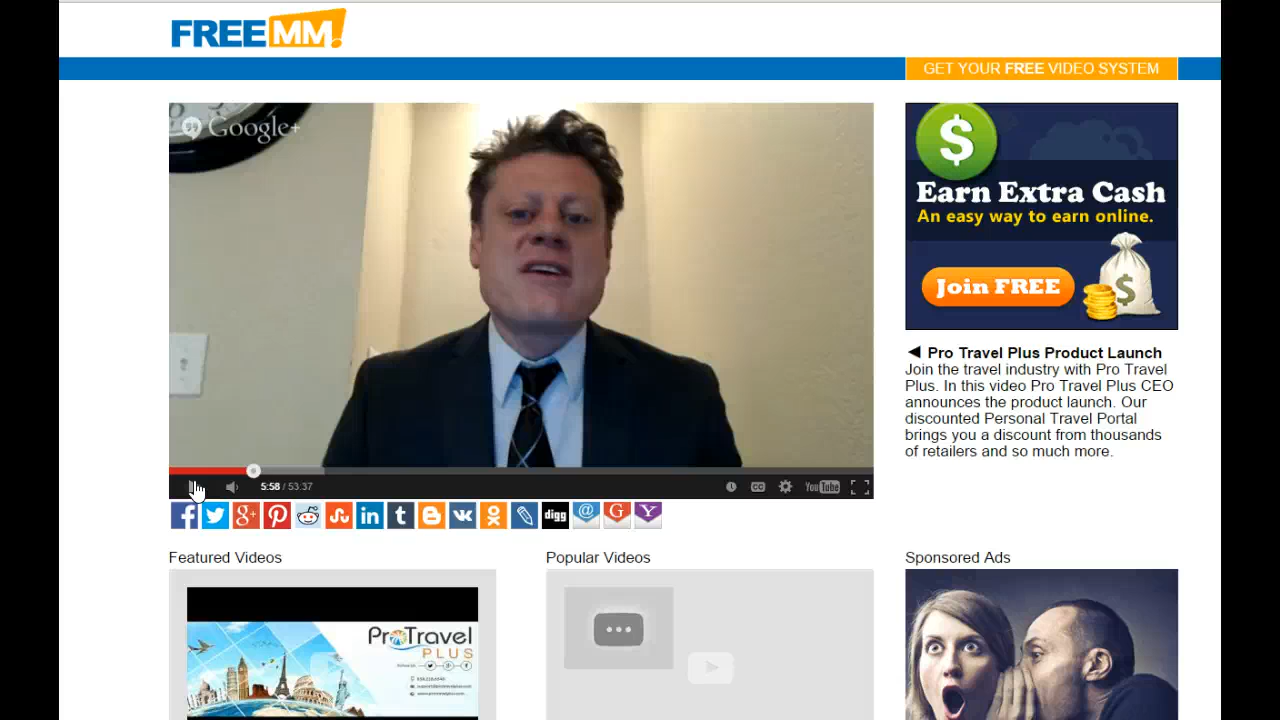 FREEMM!
GET YOUR FREE VIDEO SYSTEM
Google+
Earn Extra Cash
An easy way to earn online.
Join FREE
◄ Pro Travel Plus Product Launch
Join the travel industry with Pro Travel
Plus. In this video Pro Travel Plus CEO
announces the product launch. Our
discounted Personal Travel Portal
brings you a discount from thousands
of retailers and so much more.
5:58 / 53:37
CC
YouTube
digg
Featured Videos
Popular Videos
Sponsored Ads
ProTravel
PLUS